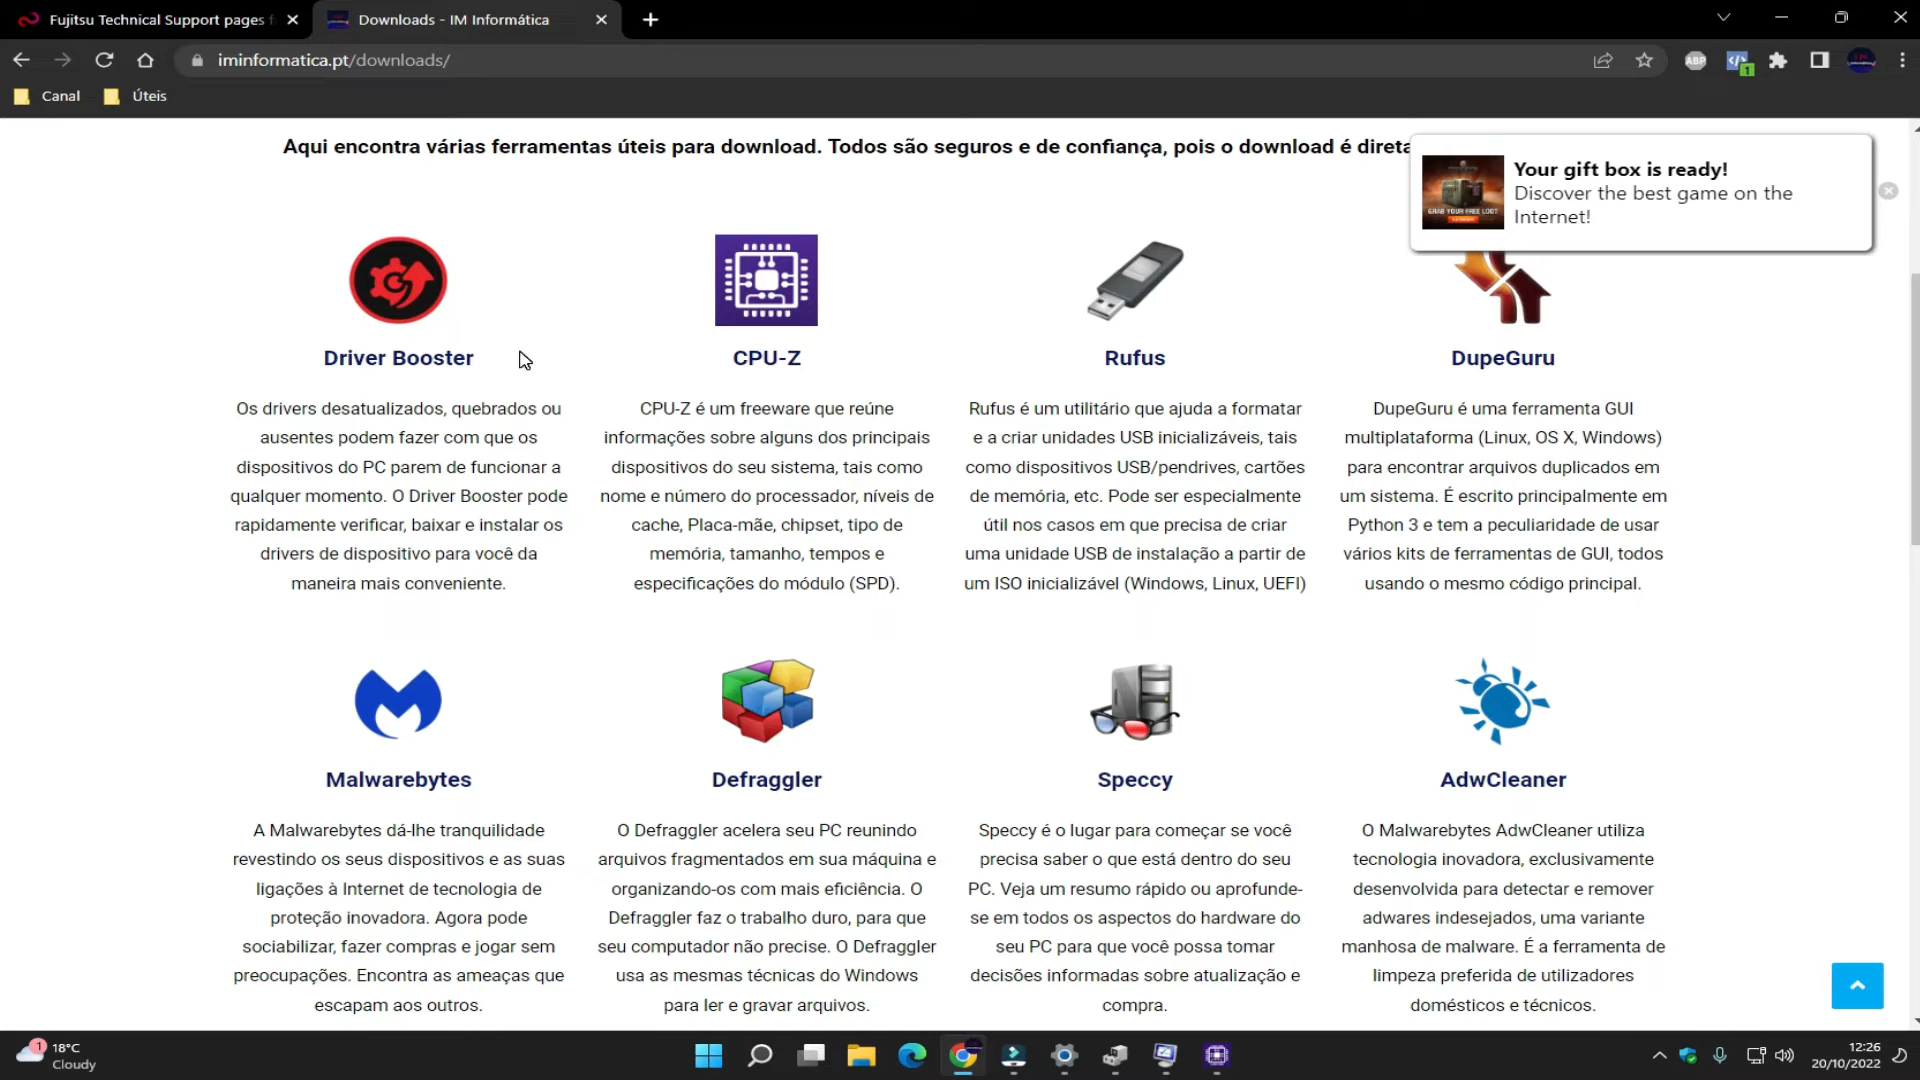 Fujitsu Technical Support pages f
Downloads - IM Informática
iminformatica.pt/downloads/
ABP
1
Canal
Úteis
Aqui encontra várias ferramentas úteis para download. Todos são seguros e de confiança, pois o download é direta
Your gift box is ready!
Discover the best game on the
Internet!
GRAB YOUR FREE LOOT
Driver Booster
Os drivers desatualizados, quebrados ou
ausentes podem fazer com que os
dispositivos do PC parem de funcionar a
qualquer momento. O Driver Booster pode
rapidamente verificar, baixar e instalar os
drivers de dispositivo para você da
maneira mais conveniente.
CPU-Z
CPU-Z é um freeware que reúne
informações sobre alguns dos principais
dispositivos do seu sistema, tais como
nome e número do processador, níveis de
cache, Placa-mãe, chipset, tipo de
memória, tamanho, tempos e
especificações do módulo (SPD).
Rufus
Rufus é um utilitário que ajuda a formatar
e a criar unidades USB inicializáveis, tais
como dispositivos USB/pendrives, cartões
de memória, etc. Pode ser especialmente
útil nos casos em que precisa de criar
uma unidade USB de instalação a partir de
um ISO inicializável (Windows, Linux, UEFI)
DupeGuru
DupeGuru é uma ferramenta GUI
multiplataforma (Linux, OS X, Windows)
para encontrar arquivos duplicados em
um sistema. É escrito principalmente em
Python 3 e tem a peculiaridade de usar
vários kits de ferramentas de GUI, todos
usando o mesmo código principal.
Malwarebytes
A Malwarebytes dá-lhe tranquilidade
revestindo os seus dispositivos e as suas
ligações à Internet de tecnologia de
proteção inovadora. Agora pode
sociabilizar, fazer compras e jogar sem
preocupações. Encontra as ameaças que
escapam aos outros.
Defraggler
O Defraggler acelera seu PC reunindo
arquivos fragmentados em sua máquina e
organizando-os com mais eficiência. O
Defraggler faz o trabalho duro, para que
seu computador não precise. O Defraggler
usa as mesmas técnicas do Windows
para ler e gravar arquivos.
Speccy
Speccy é o lugar para começar se você
precisa saber o que está dentro do seu
PC. Veja um resumo rápido ou aprofunde-
se em todos os aspectos do hardware do
seu PC para que você possa tomar
decisões informadas sobre atualização e
compra.
AdwCleaner
O Malwarebytes AdwCleaner utiliza
tecnologia inovadora, exclusivamente
desenvolvida para detectar e remover
adwares indesejados, uma variante
manhosa de malware. É a ferramenta de
limpeza preferida de utilizadores
domésticos e técnicos.
1
18°C
Cloudy
12:26
20/10/2022